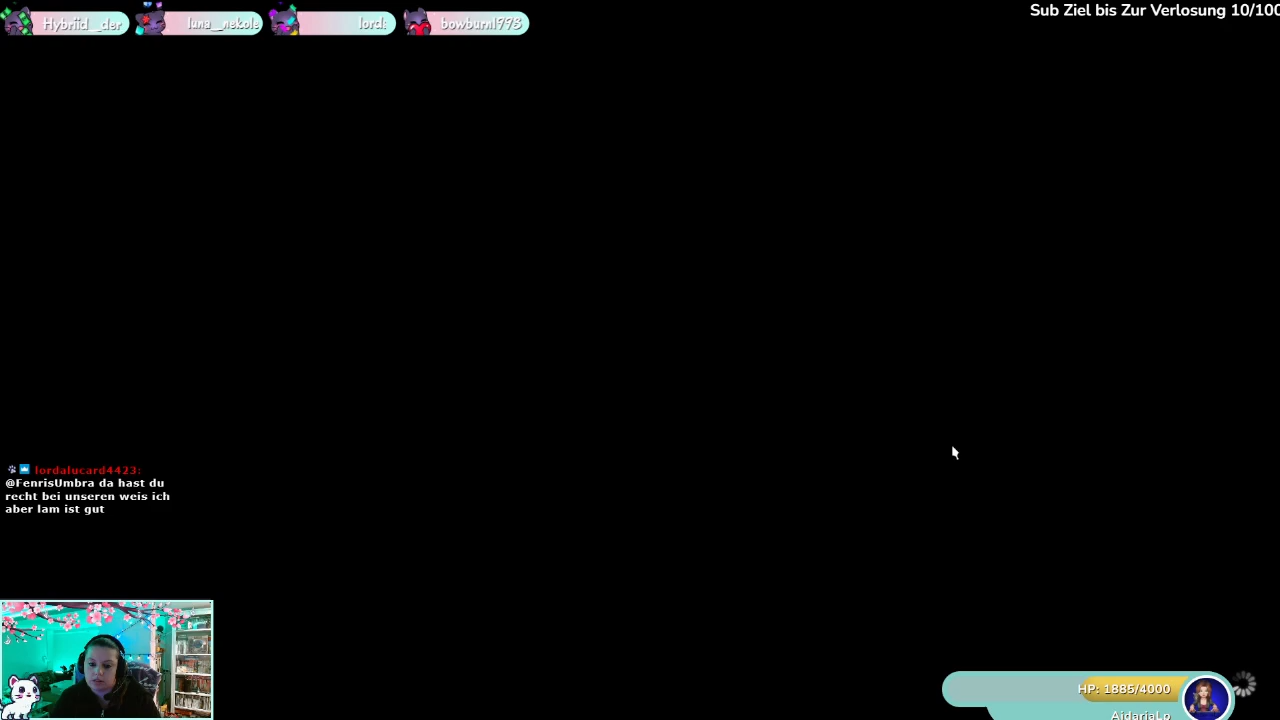 Hybriid_der
luna_nekole
lord:
bowburn1993
Sub Ziel bis Zur Verlosung 10/100
lordalucard4423:
@FenrisUmbra da hast du
recht bei unseren weis ich
aber lam ist gut
HP: 1885/4000